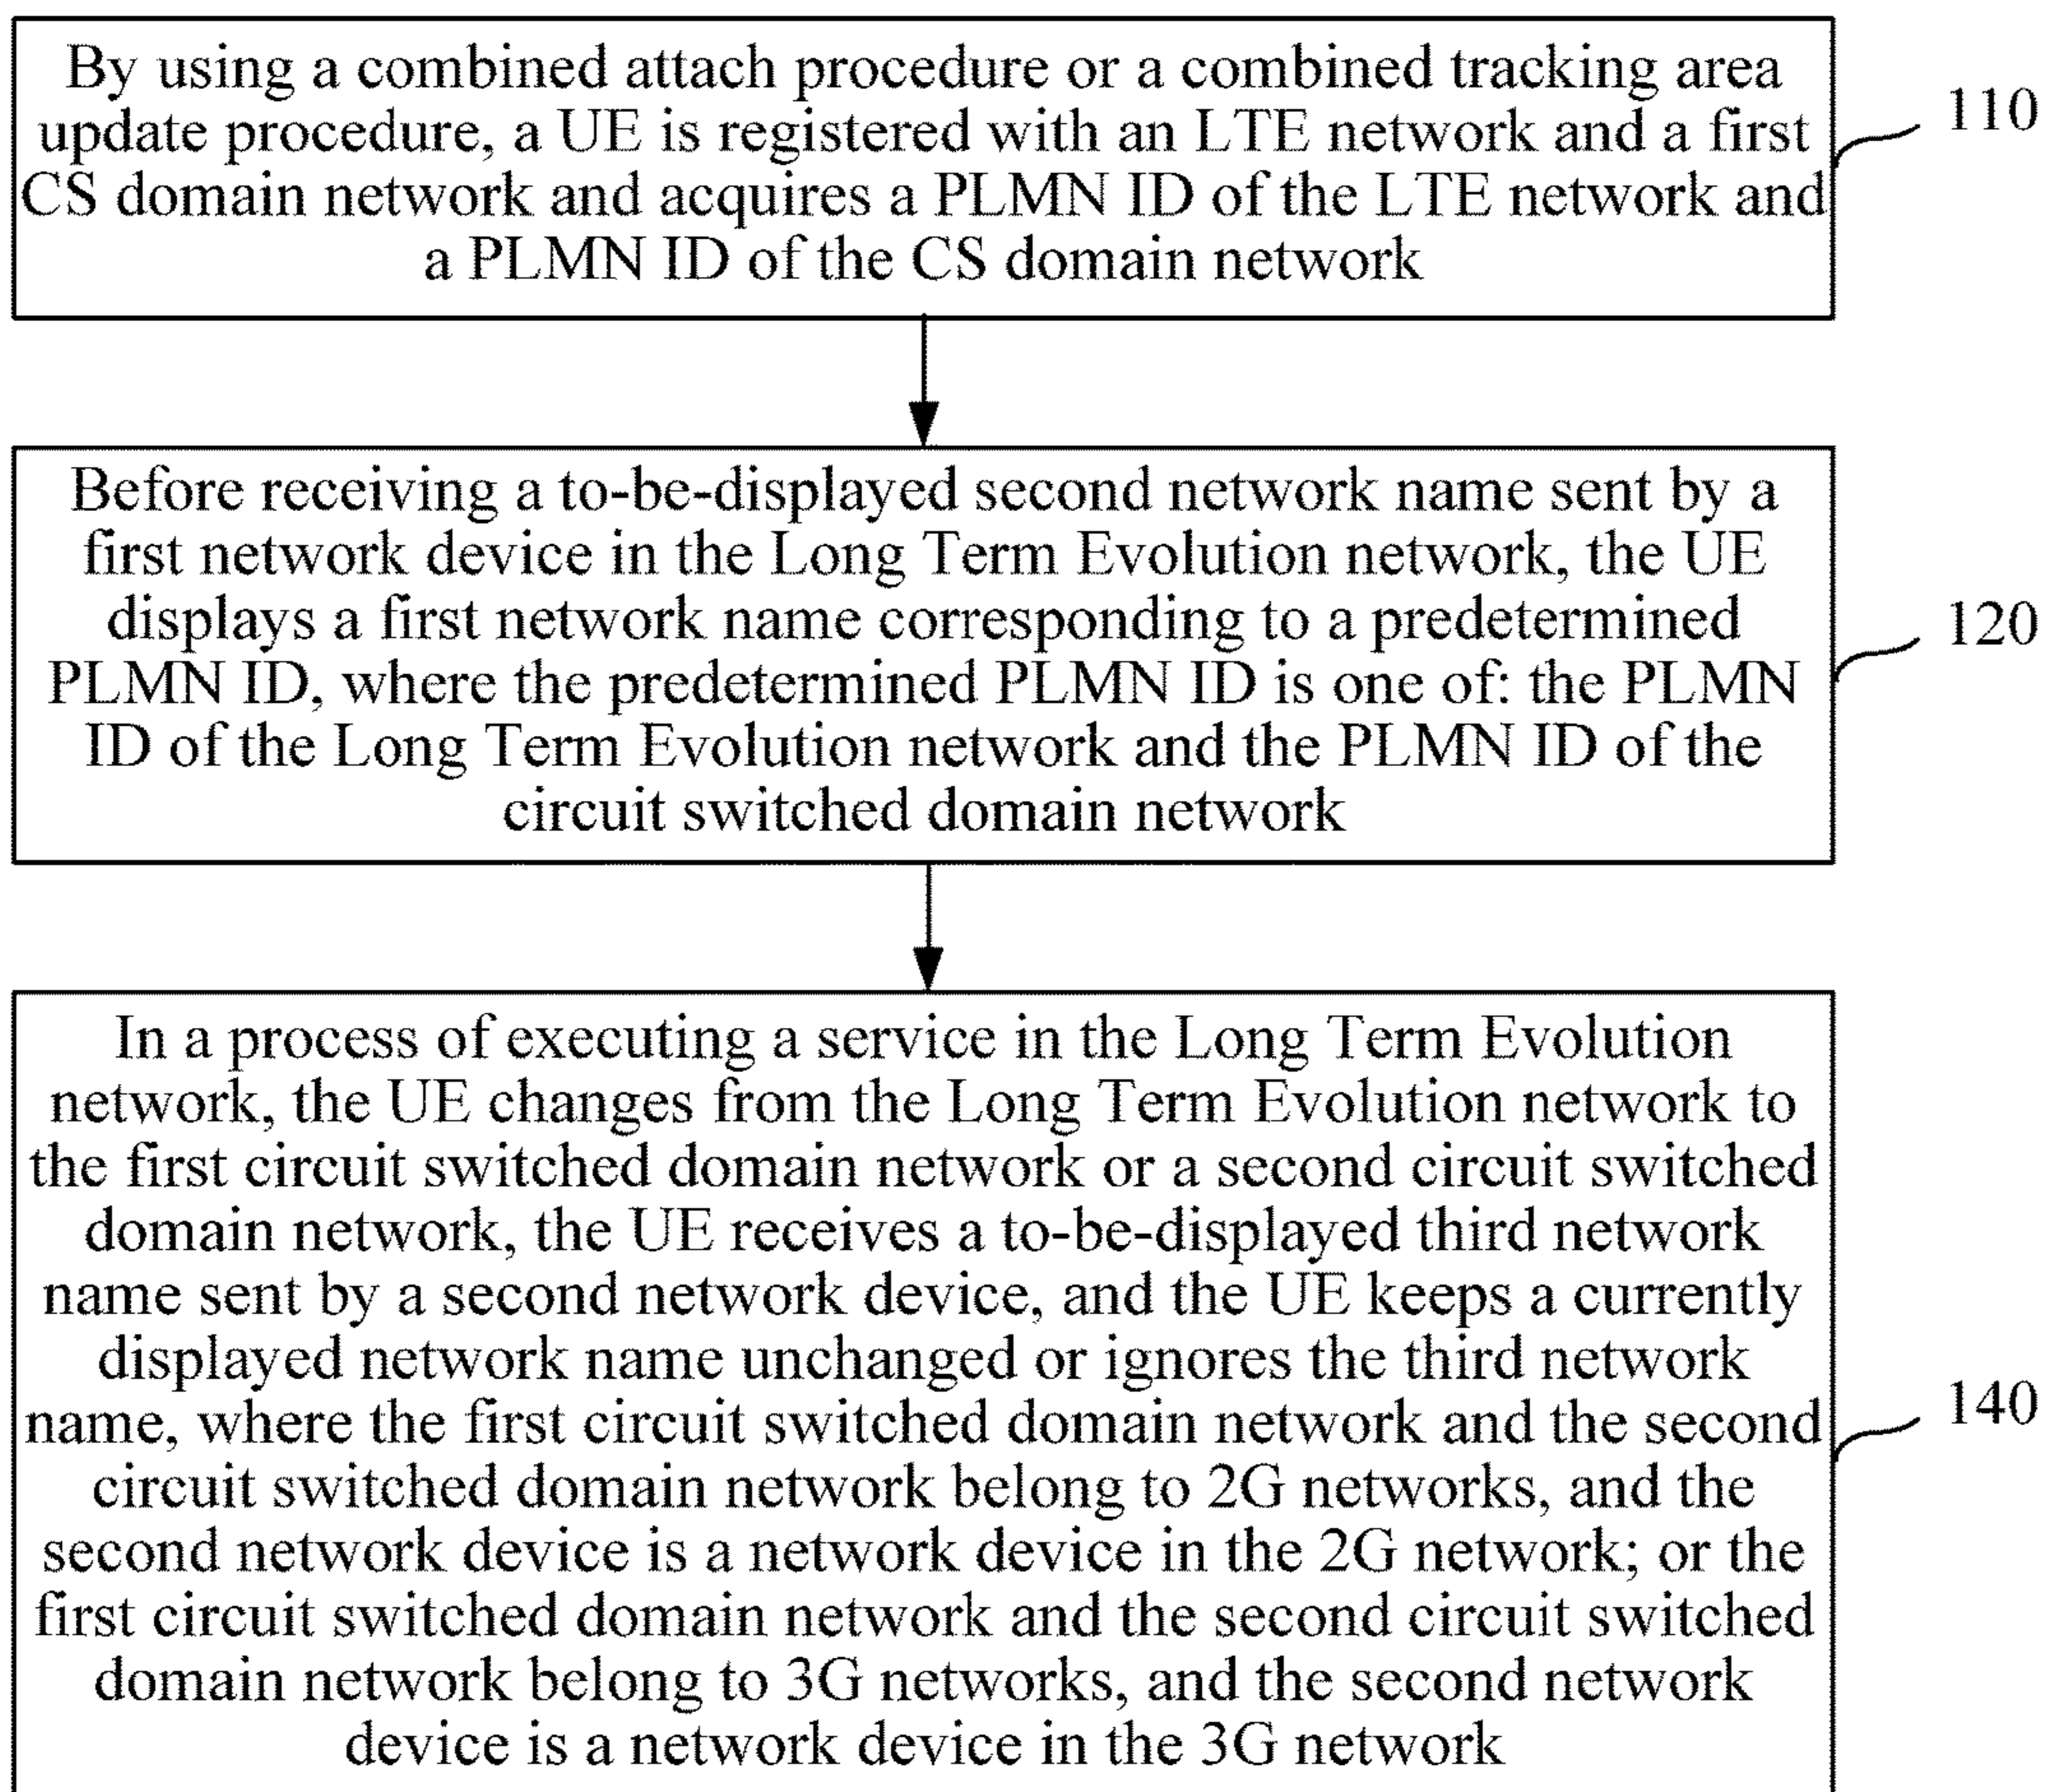 By using a combined attach procedure or a combined tracking area
update procedure, a UE is registered with an LTE network and a first
CS domain network and acquires a PLMN ID of the LTE network and
a PLMN ID of the CS domain network
110
Before receiving a to-be-displayed second network name sent by a
first network device in the Long Term Evolution network, the UE
displays a first network name corresponding to a predetermined
PLMN ID, where the predetermined PLMN ID is one of: the PLMN
ID of the Long Term Evolution network and the PLMN ID of the
circuit switched domain network
120
In a process of executing a service in the Long Term Evolution
network, the UE changes from the Long Term Evolution network to
the first circuit switched domain network or a second circuit switched
domain network, the UE receives a to-be-displayed third network
name sent by a second network device, and the UE keeps a currently
displayed network name unchanged or ignores the third network
name, where the first circuit switched domain network and the second
circuit switched domain network belong to 2G networks, and the
second network device is a network device in the 2G network; or the
first circuit switched domain network and the second circuit switched
domain network belong to 3G networks, and the second network
device is a network device in the 3G network
140